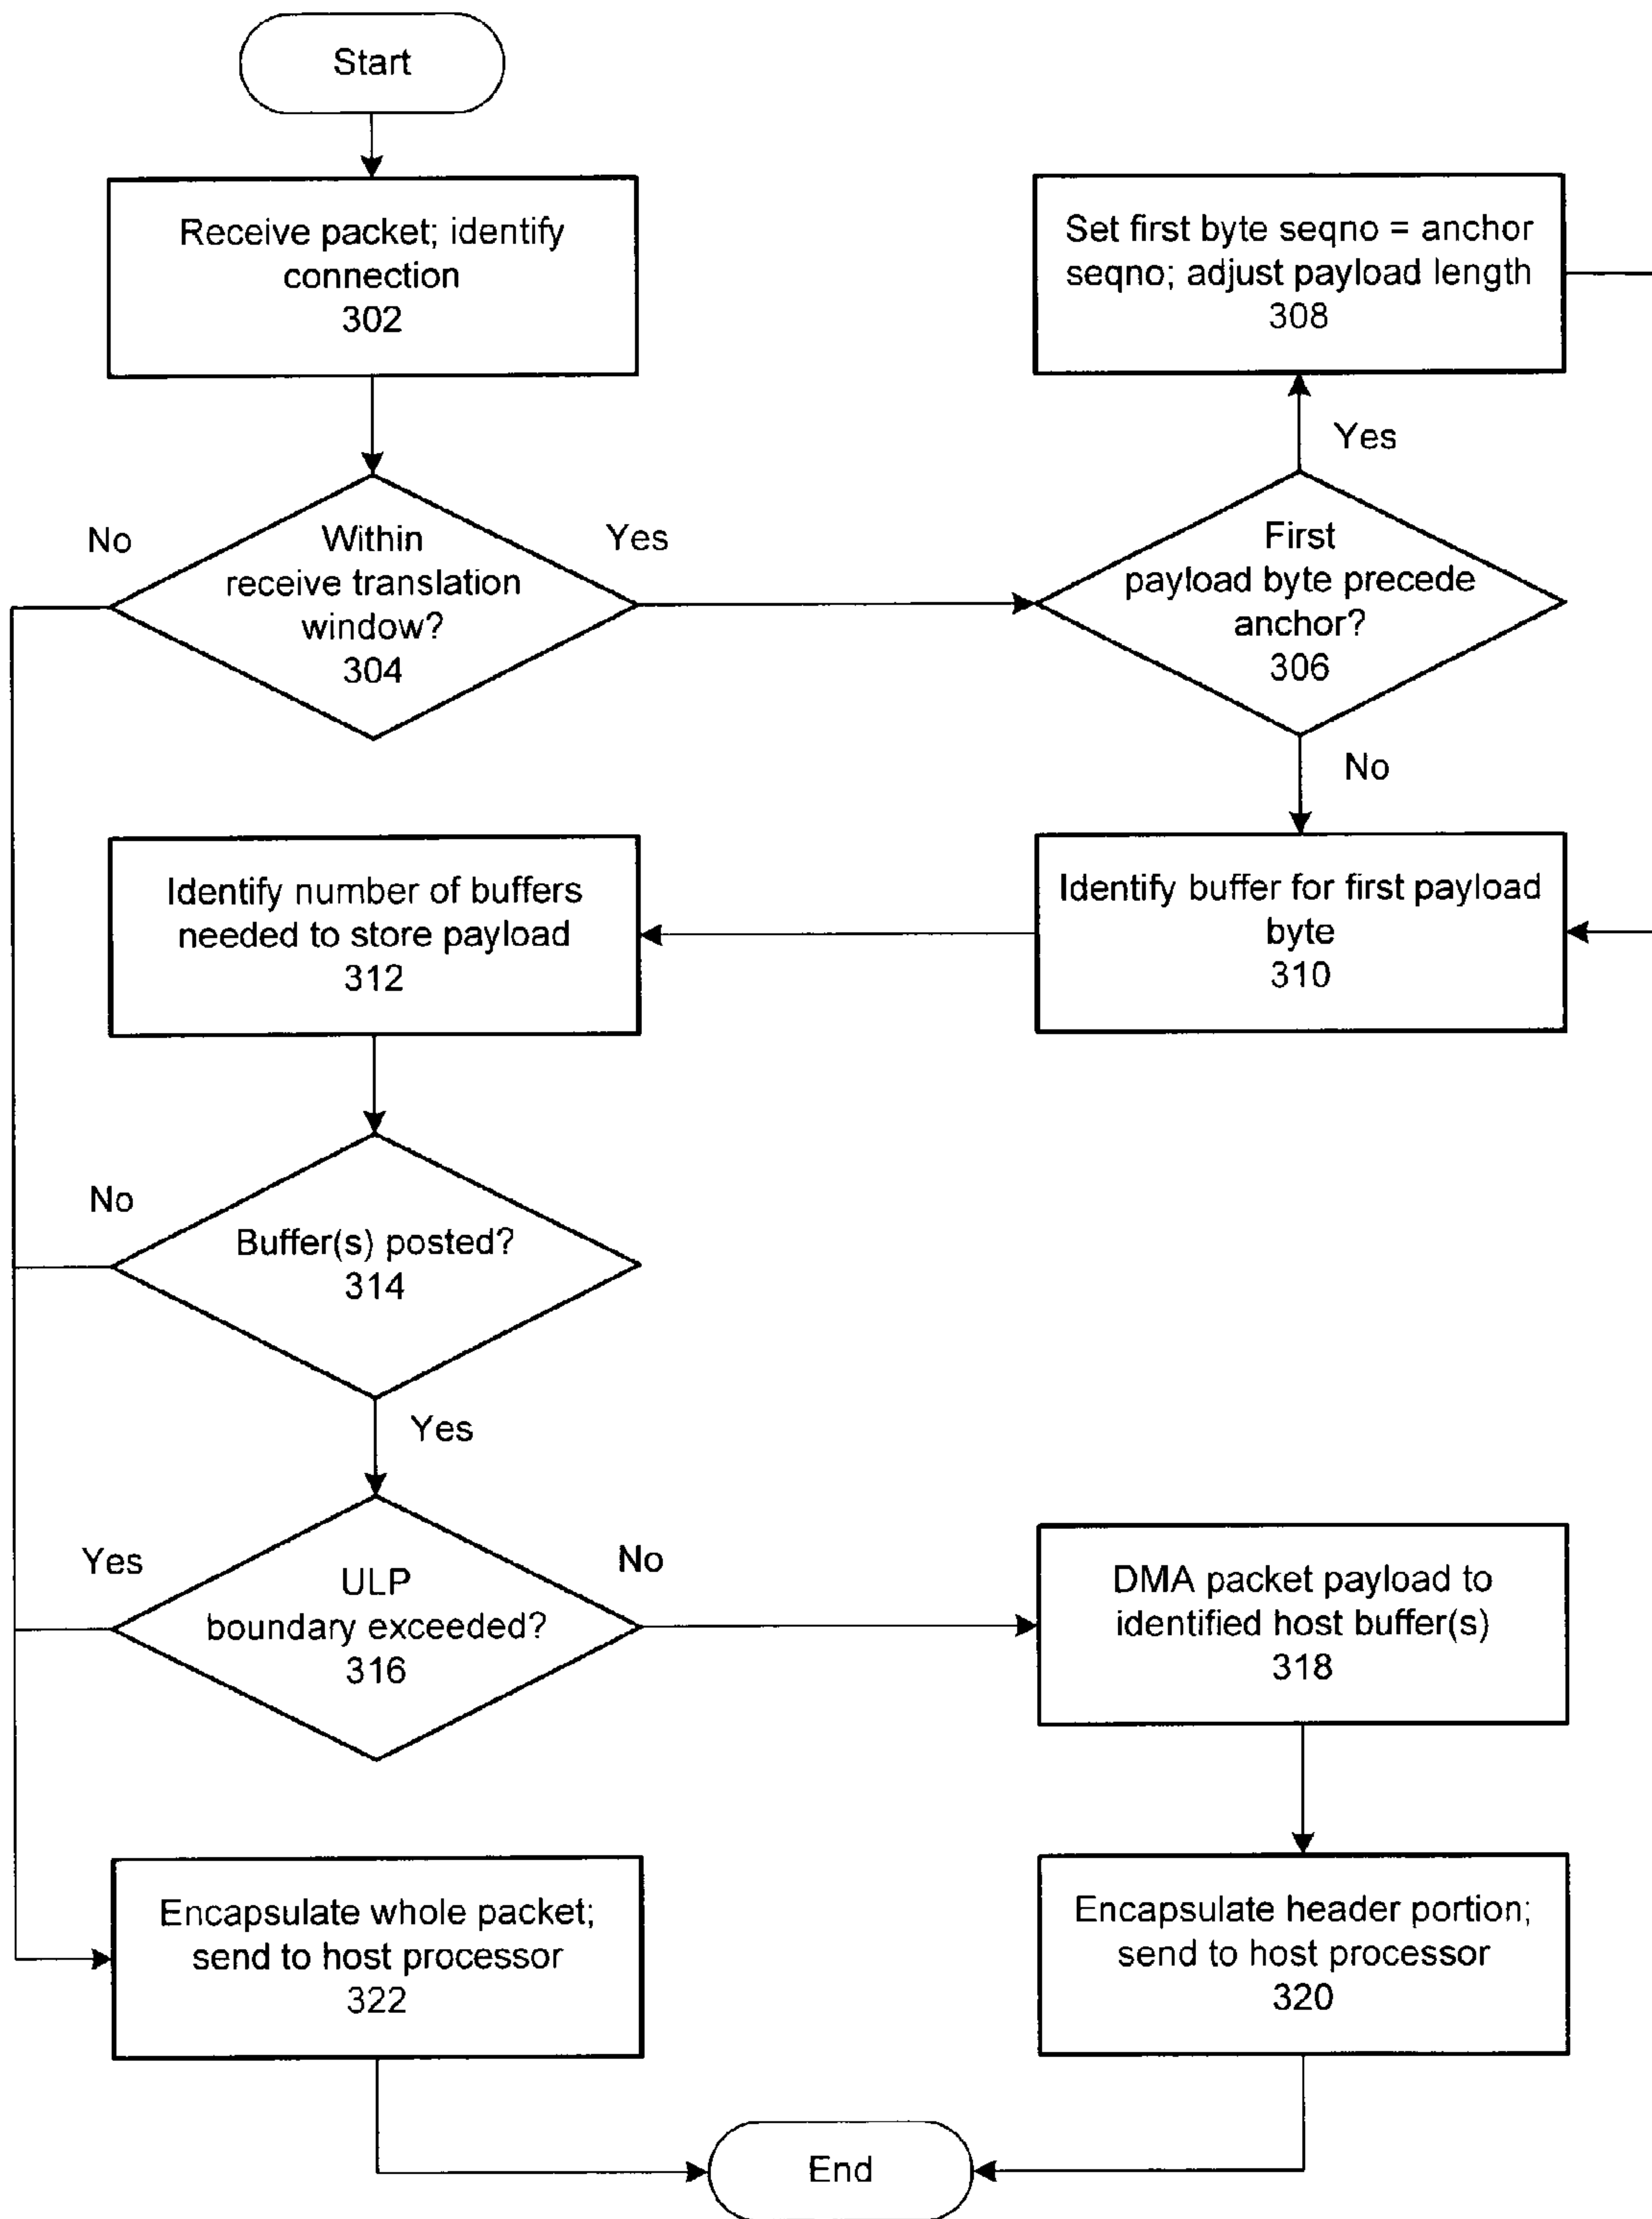 Start
Receive packet; identify
connection
302
Set first byte seqno = anchor
seqno; adjust payload length
308
Yes
No
Within
receive translation
window?
304
Yes
First
payload byte precede
anchor?
306
No
Identify number of buffers
needed to store payload
312
Identify buffer for first payload
byte
310
No
Buffer(s) posted?
314
Yes
Yes
ULP
boundary exceeded?
316
No
DMA packet payload to
identified host buffer(s)
318
Encapsulate whole packet;
send to host processor
322
Encapsulate header portion;
send to host processor
320
End